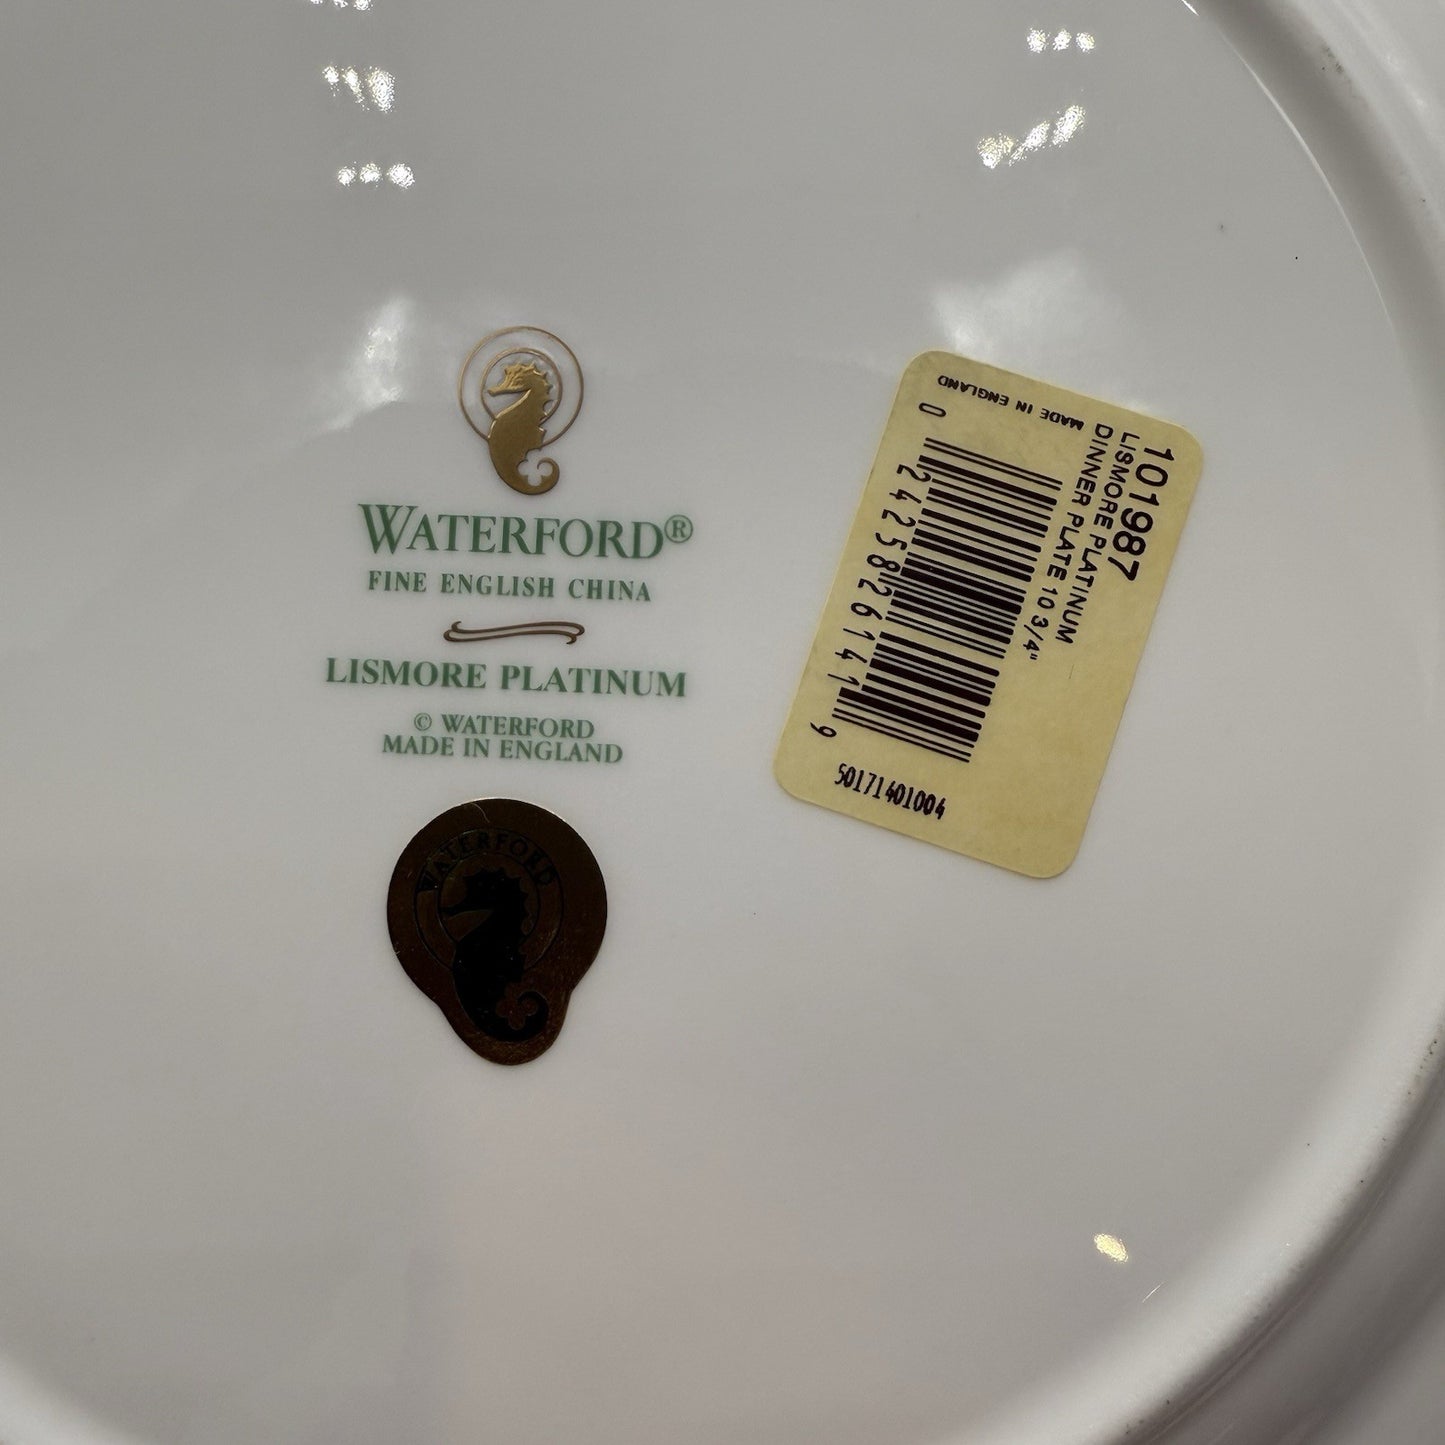 WATERFORD®
FINE ENGLISH CHINA
LISMORE PLATINUM
© WATERFORD
MADE IN ENGLAND
WATERFORD
101987
LISMORE PLATINUM
DINNER PLATE 10 3/4"
MADE IN ENGLAND
0 24258 26141 9
50171401004